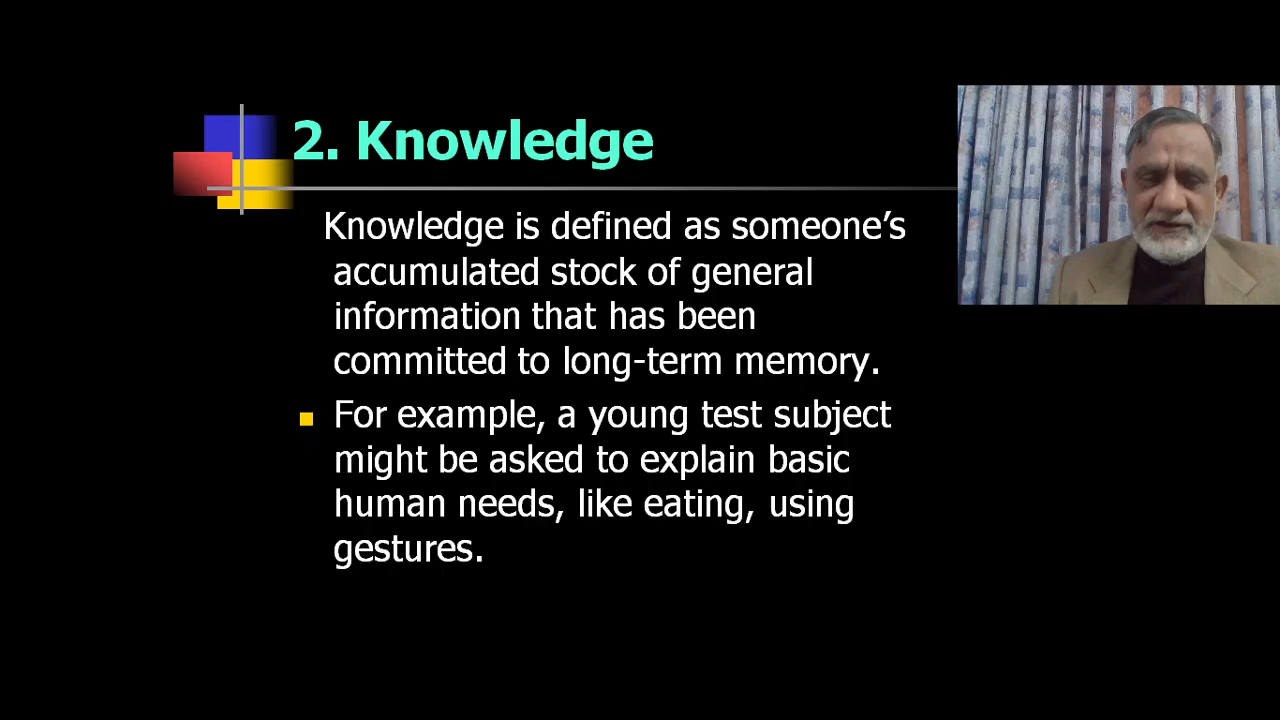 2. Knowledge
Knowledge is defined as someone’s
accumulated stock of general
information that has been
committed to long-term memory.
For example, a young test subject
might be asked to explain basic
human needs, like eating, using
gestures.